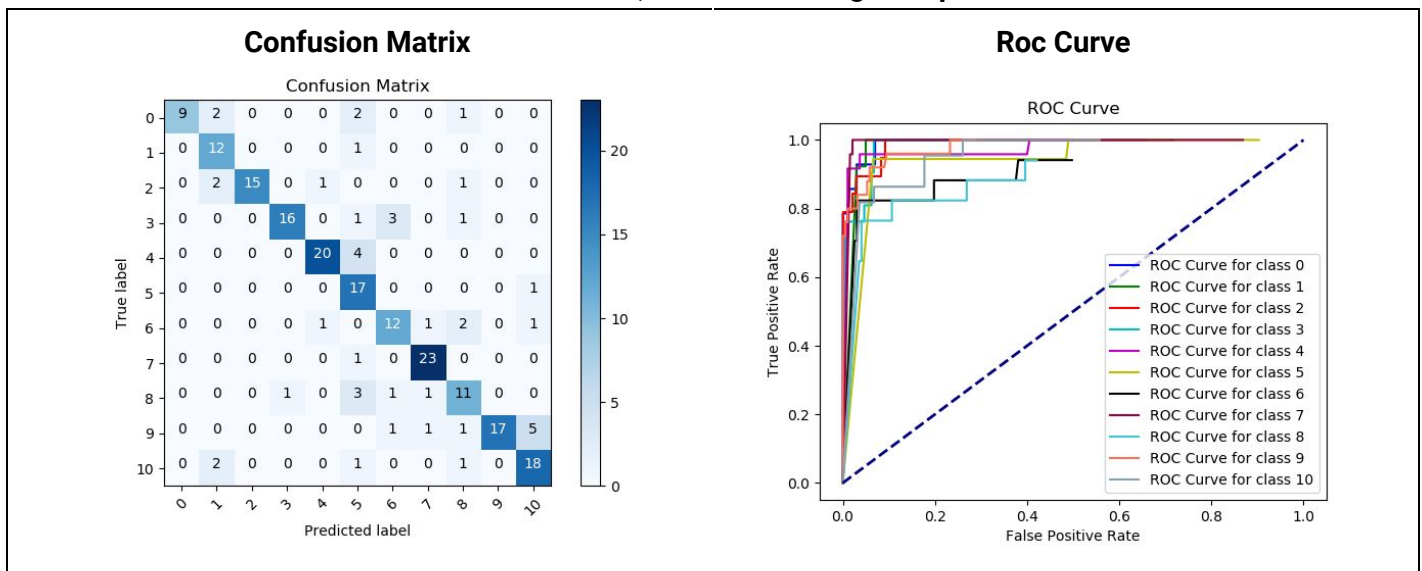 Confusion Matrix
Confusion Matrix
0 9 2 0 0 0 2 0 0 1 0 0
1 0 12 0 0 0 1 0 0 0 0 0
2 0 2 15 0 1 0 0 0 1 0 0
3 0 0 0 16 0 1 3 0 1 0 0
4 0 0 0 0 20 4 0 0 0 0 0
5 0 0 0 0 0 17 0 0 0 0 1
6 0 0 0 0 1 0 12 1 2 0 1
7 0 0 0 0 0 1 0 23 0 0 0
8 0 0 0 1 0 3 1 1 11 0 0
9 0 0 0 0 0 0 1 1 1 17 5
10 0 2 0 0 0 1 0 0 1 0 18
0 1 2 3 4 5 6 7 8 9 10
True label
Predicted label
20
15
10
5
0
Roc Curve
ROC Curve
1.0
0.8
0.6
0.4
0.2
0.0
True Positive Rate
ROC Curve for class 0
ROC Curve for class 1
ROC Curve for class 2
ROC Curve for class 3
ROC Curve for class 4
ROC Curve for class 5
ROC Curve for class 6
ROC Curve for class 7
ROC Curve for class 8
ROC Curve for class 9
ROC Curve for class 10
0.0 0.2 0.4 0.6 0.8 1.0
False Positive Rate